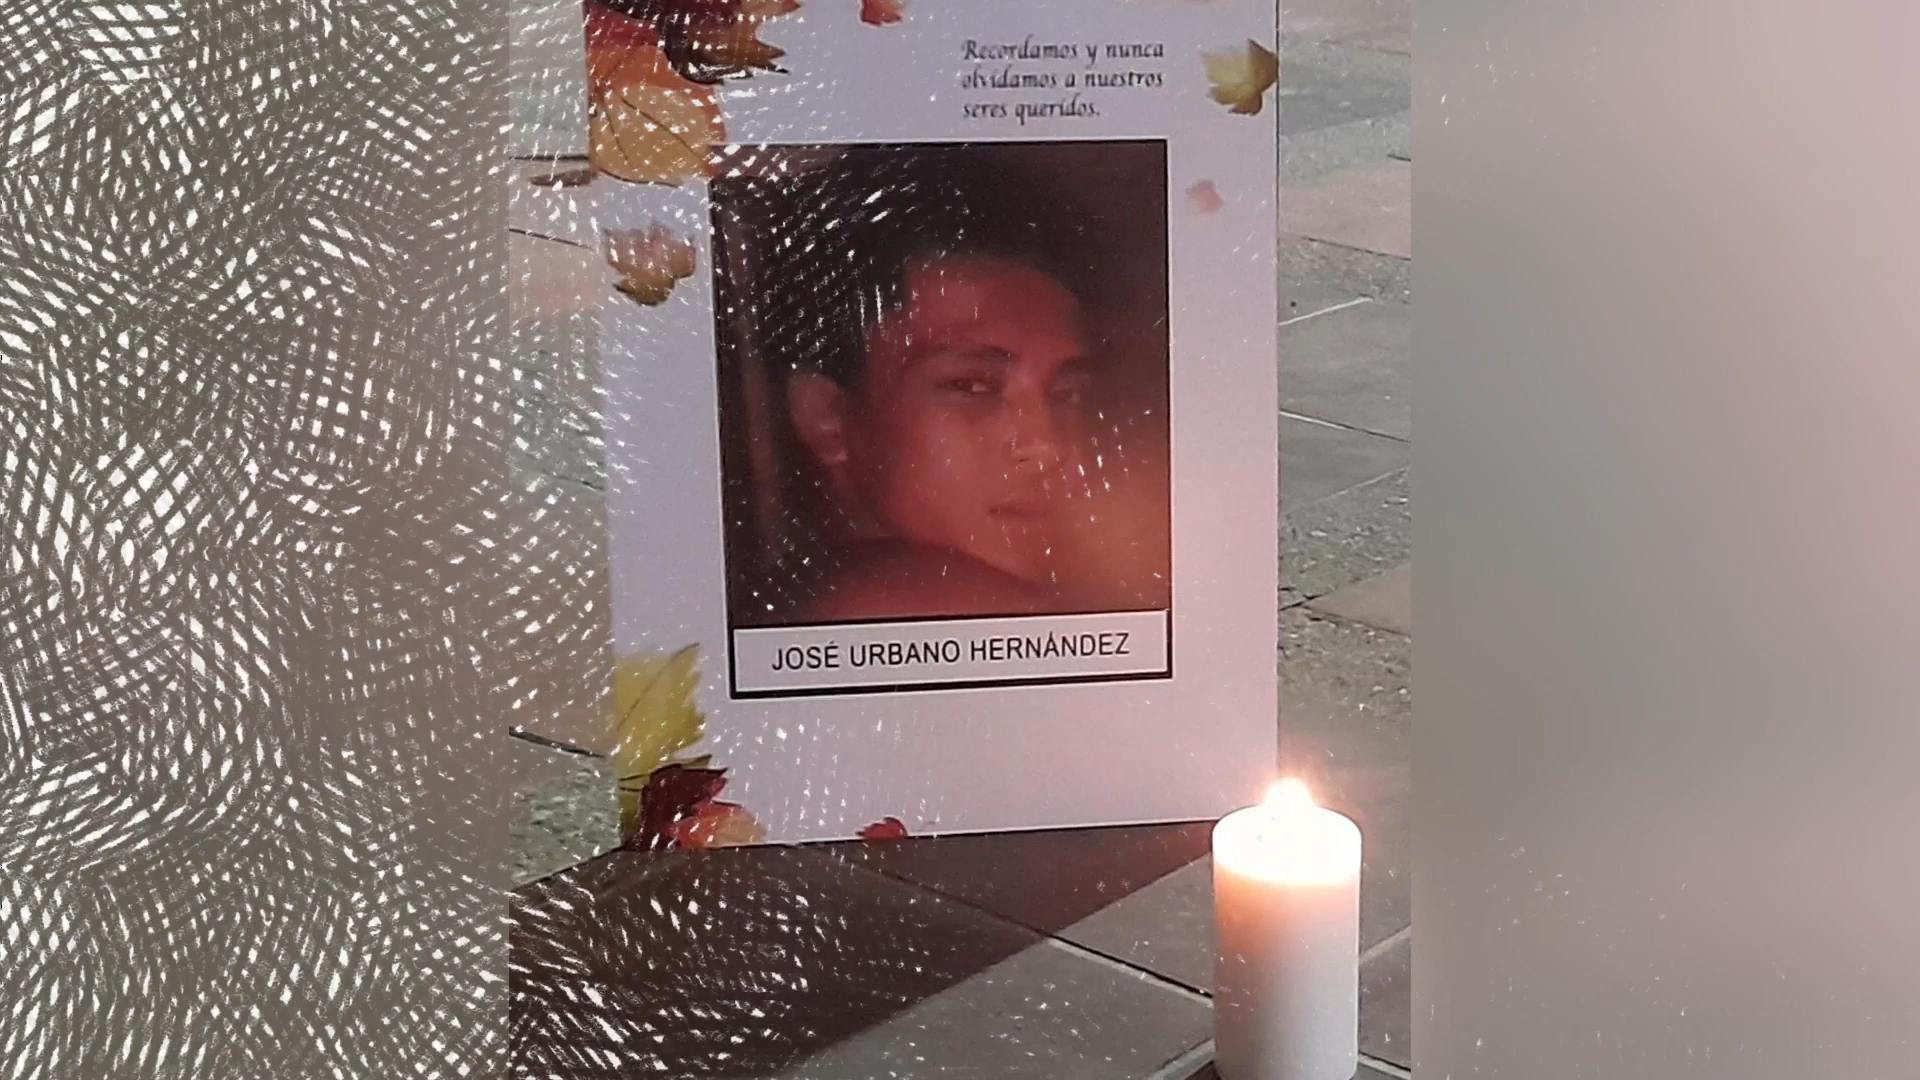 Recordamos y nunca
olvidamos a nuestros
seres queridos.
JOSÉ URBANO HERNÁNDEZ